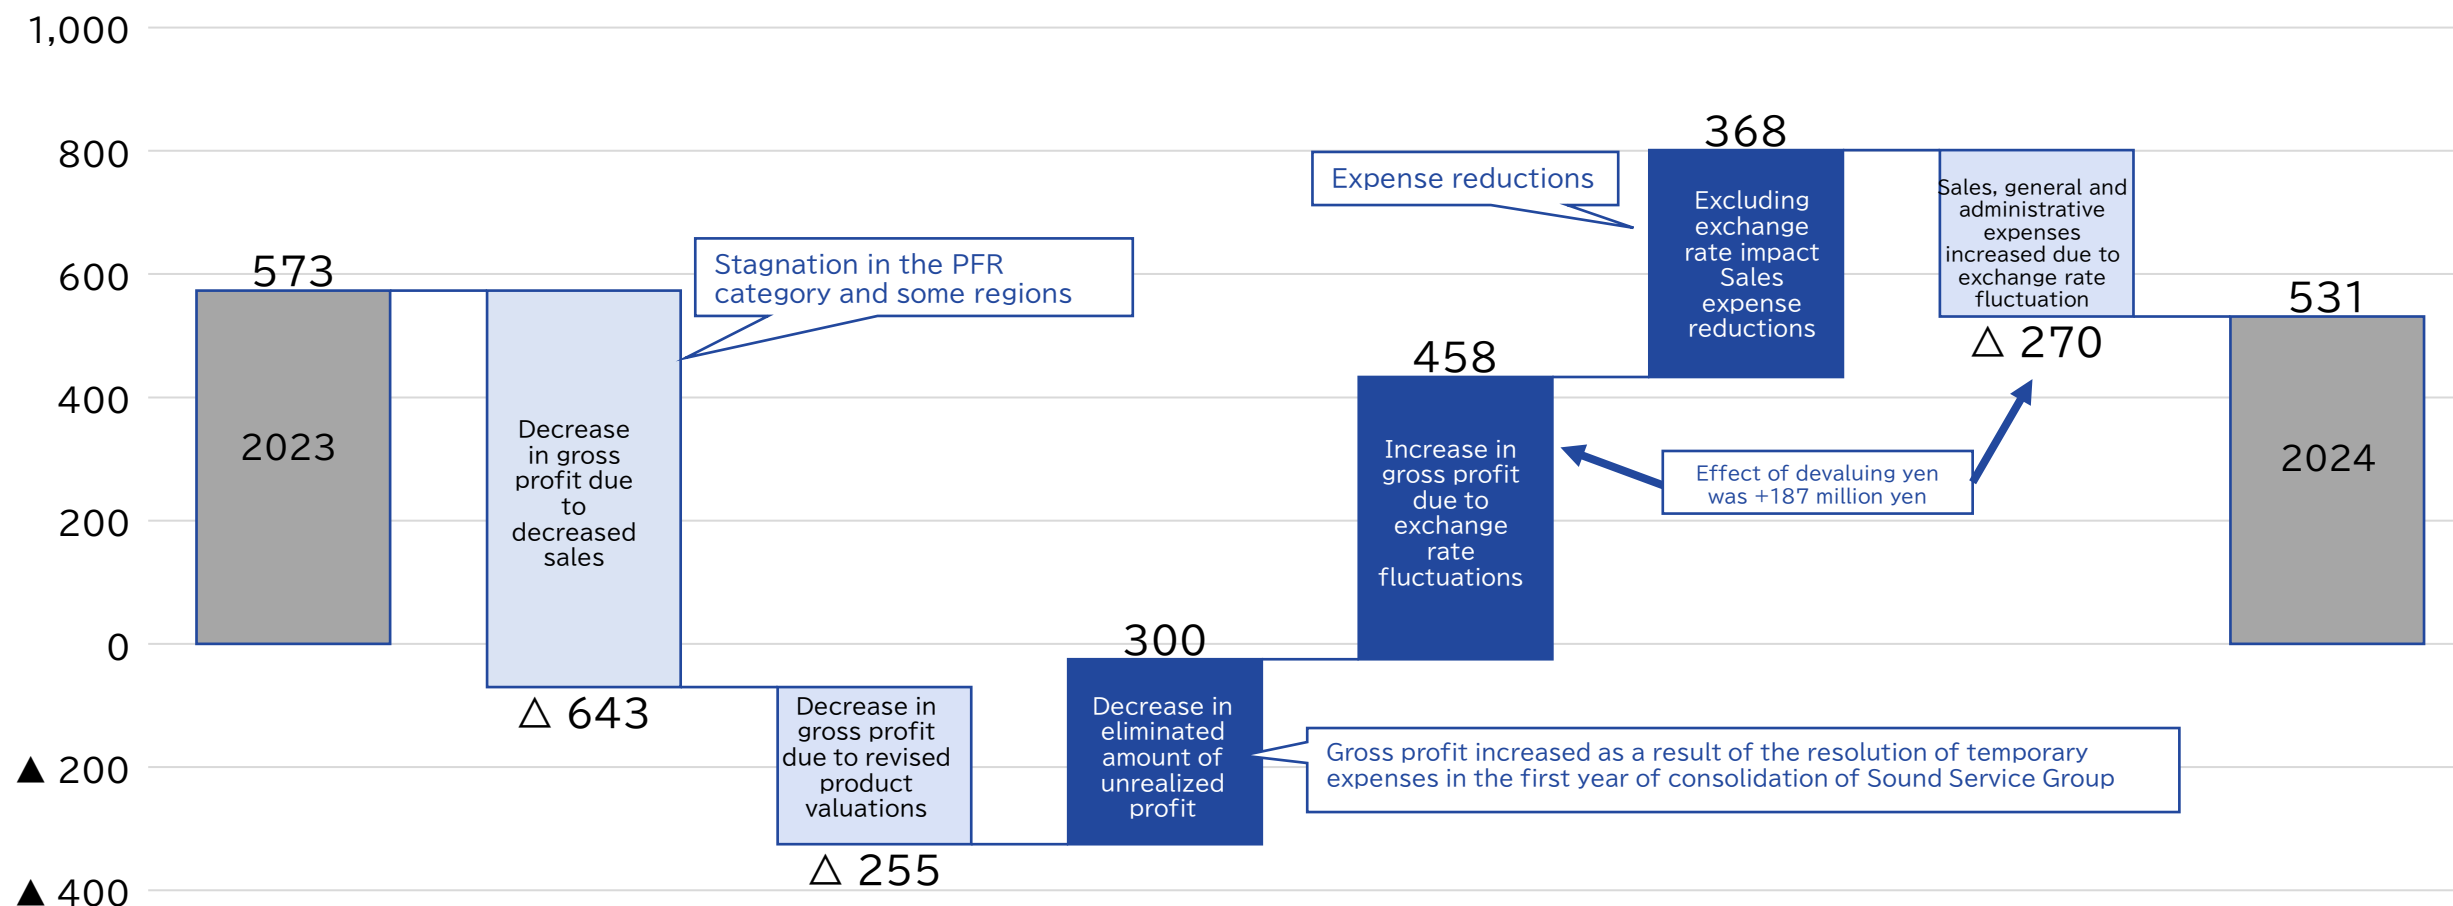 1,000
800
600
400
200
0
▲ 200
▲ 400
573
2023
Decrease
in gross
profit due
to
decreased
sales
△ 643
Stagnation in the PFR
category and some regions
Decrease in
gross profit
due to revised
product
valuations
△ 255
300
Decrease in
eliminated
amount of
unrealized
profit
Gross profit increased as a result of the resolution of temporary
expenses in the first year of consolidation of Sound Service Group
458
Increase in
gross profit
due to
exchange
rate
fluctuations
Expense reductions
368
Excluding
exchange
rate impact
Sales
expense
reductions
Sales, general and
administrative
expenses
increased due to
exchange rate
fluctuation
△ 270
Effect of devaluing yen
was +187 million yen
531
2024